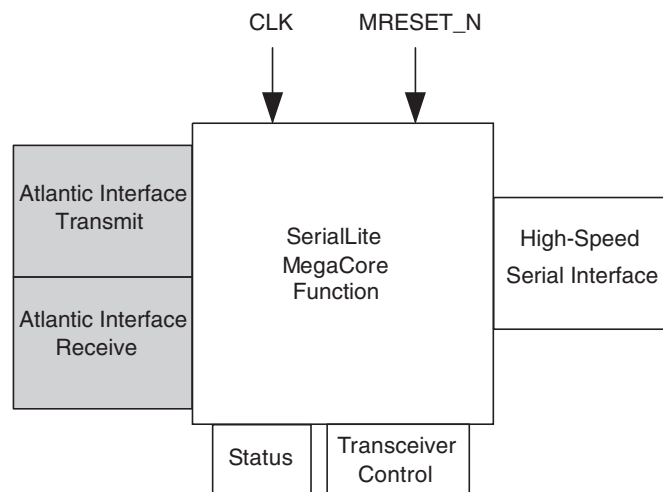 CLK
MRESET_N
Atlantic Interface
Transmit
SerialLite
MegaCore
Function
High-Speed
Serial Interface
Atlantic Interface
Receive
Status
Transceiver
Control